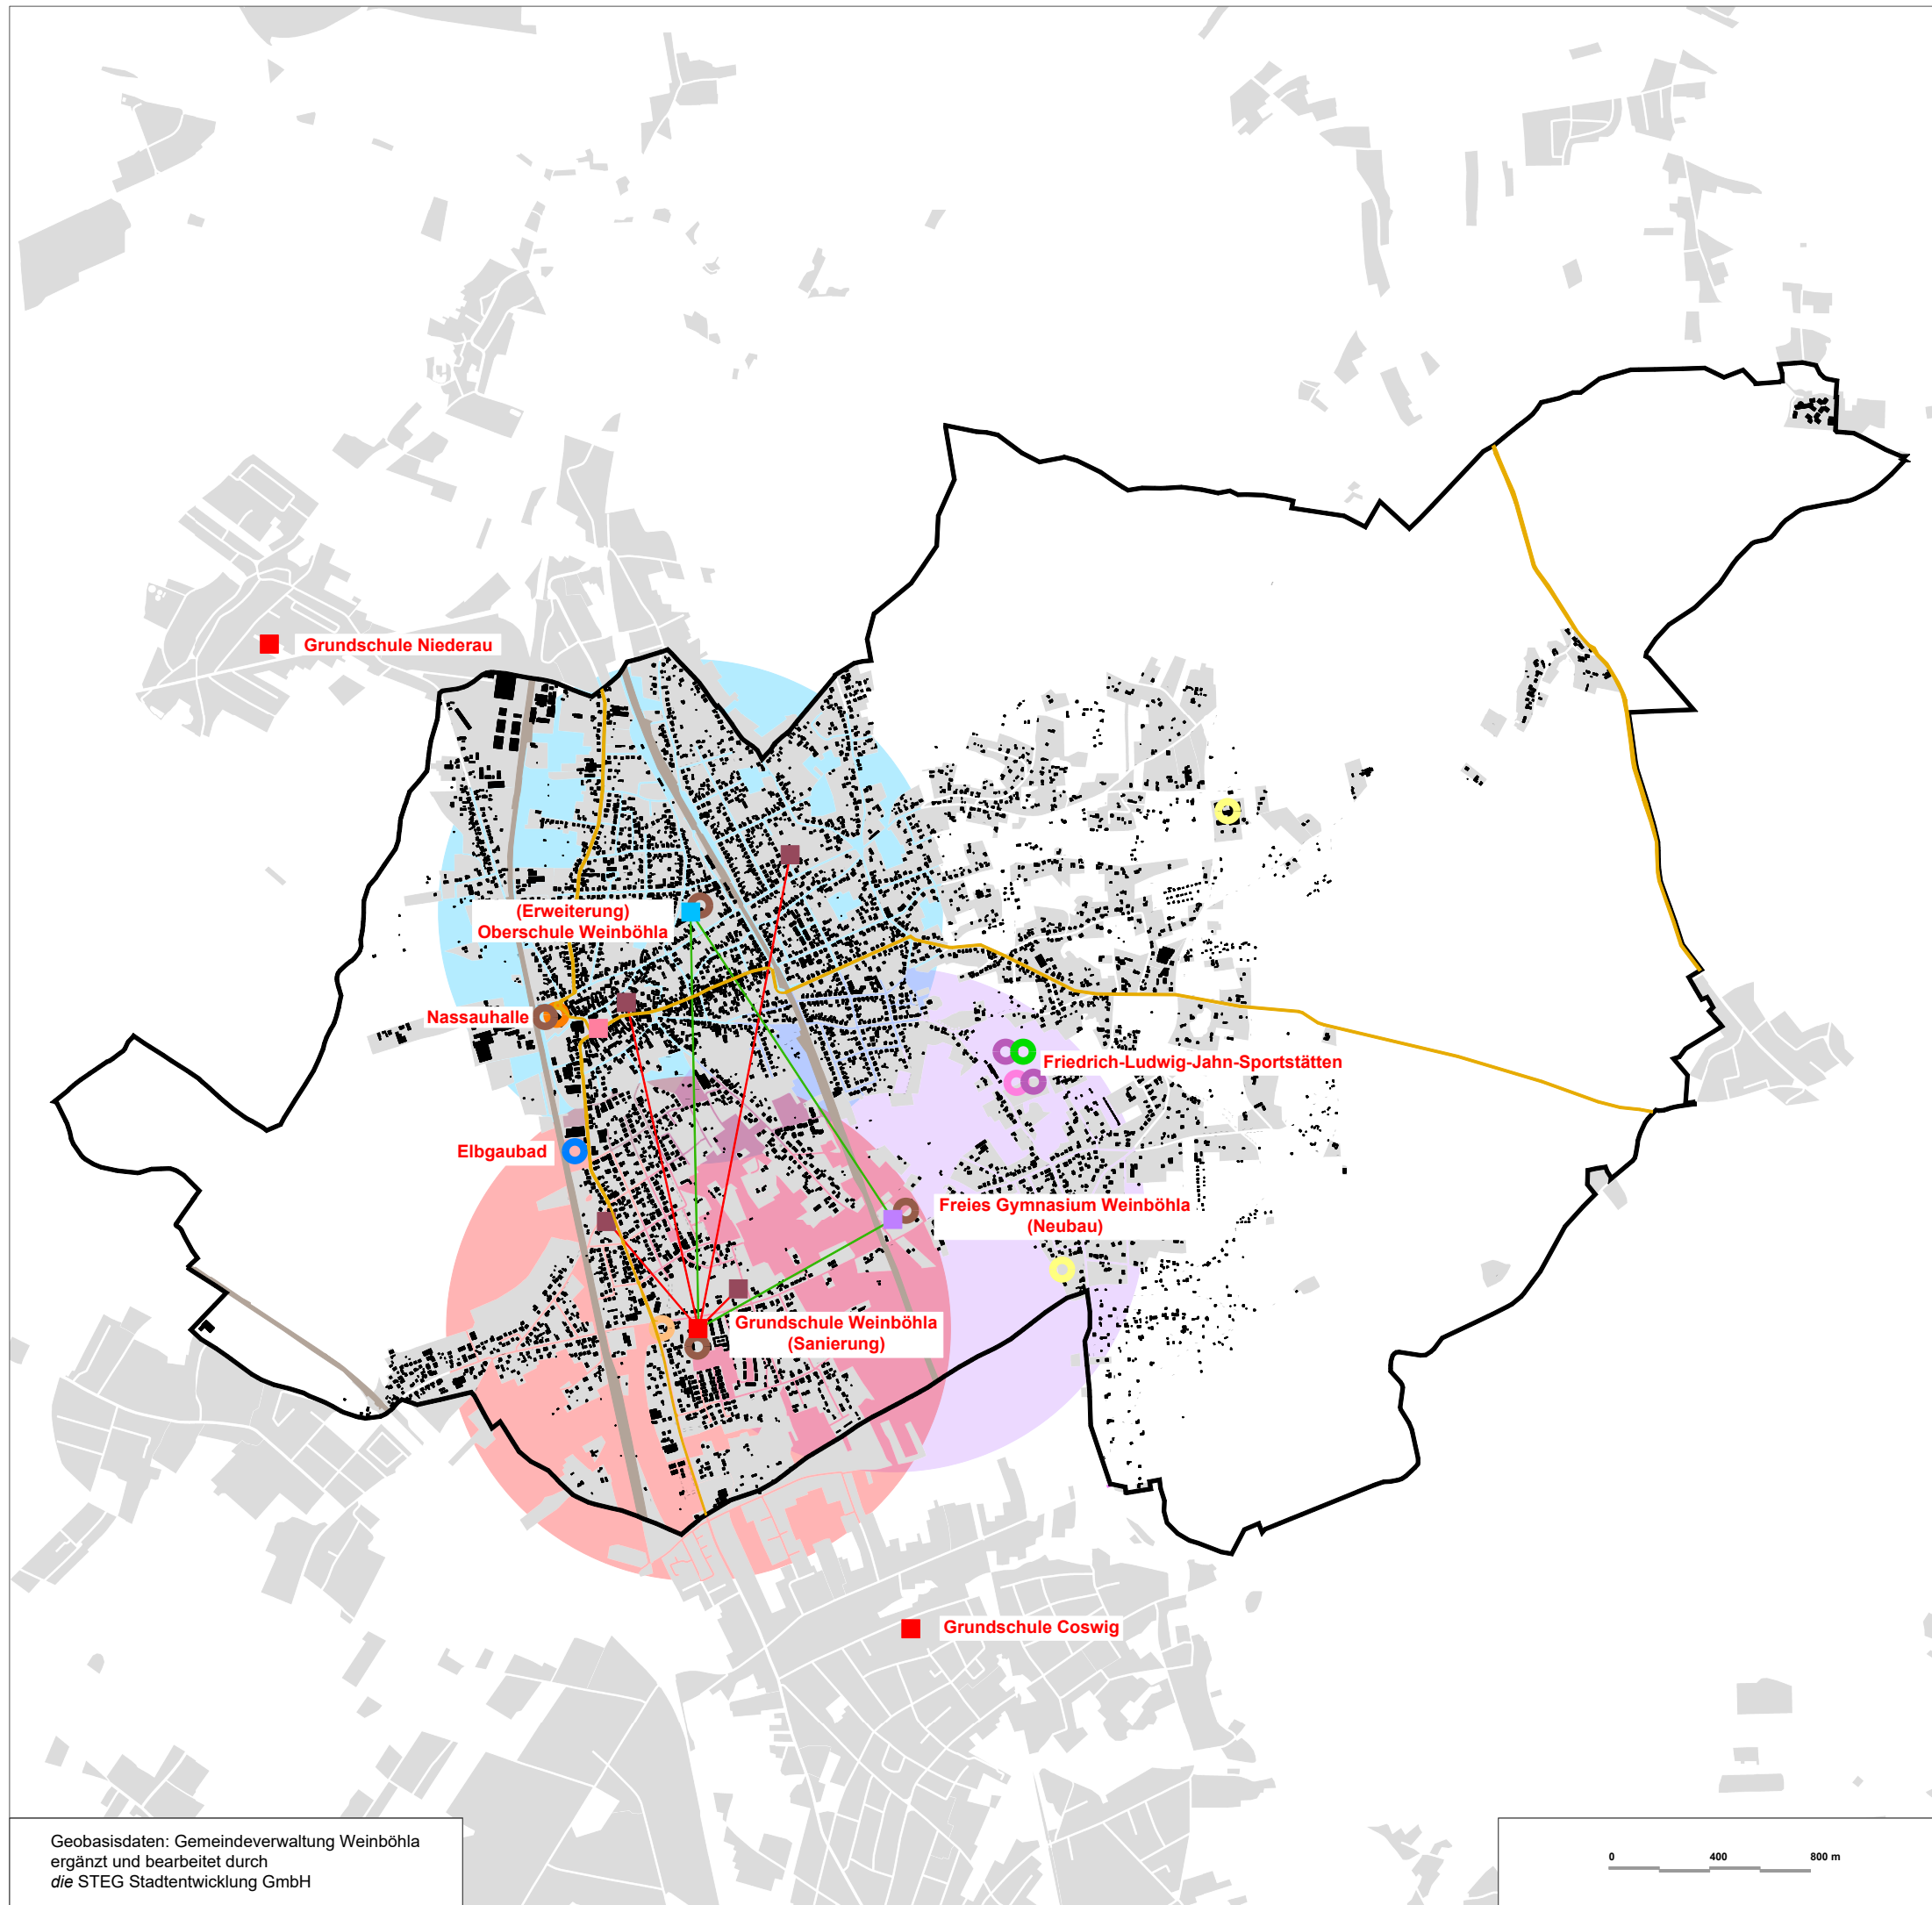 Grundschule Niederau
(Erweiterung)
Oberschule Weinböhla
Nassauhalle
Friedrich-Ludwig-Jahn-Sportstätten
Elbgaubad
Freies Gymnasium Weinböhla
(Neubau)
Grundschule Weinböhla
(Sanierung)
Grundschule Coswig
Geobasisdaten: Gemeindeverwaltung Weinböhla
ergänzt und bearbeitet durch
die STEG Stadtentwicklung GmbH
0 400 800 m